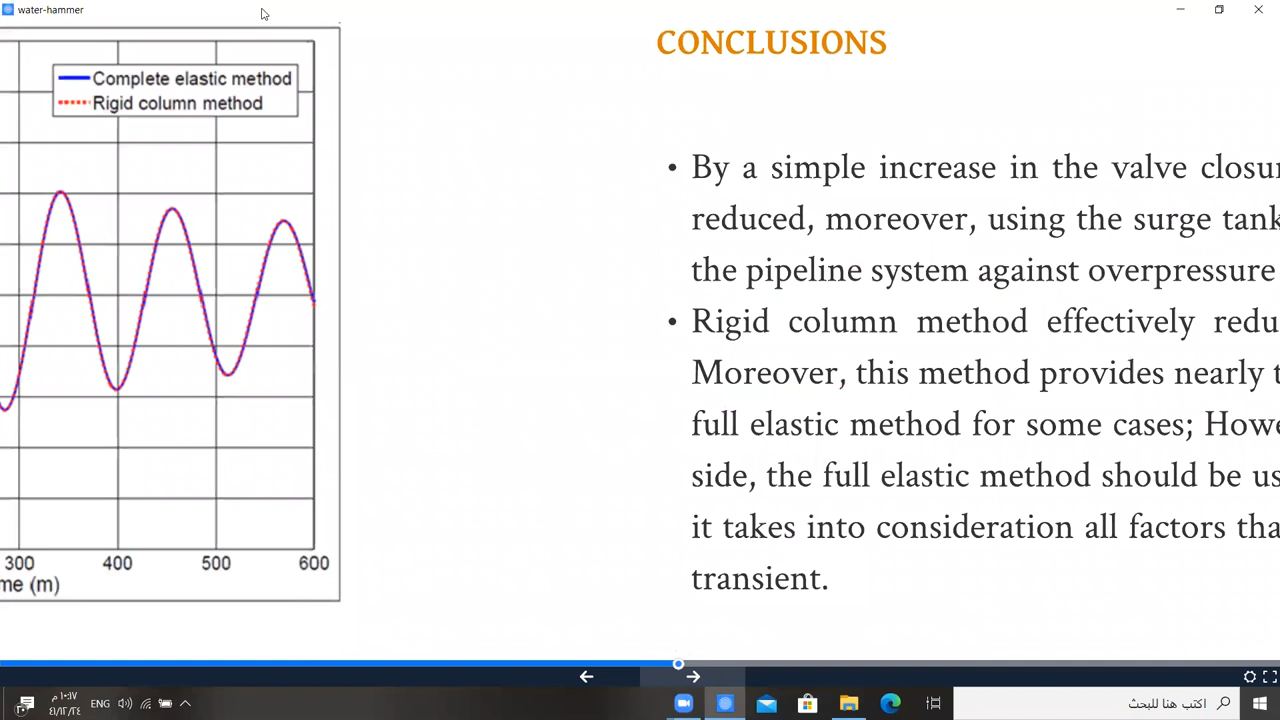 water-hammer
Complete elastic method
Rigid column method
300 400 500 600
me (m)
CONCLUSIONS
• By a simple increase in the valve closu
reduced, moreover, using the surge tank
the pipeline system against overpressure
• Rigid column method effectively redu
Moreover, this method provides nearly t
full elastic method for some cases; Howe
side, the full elastic method should be us
it takes into consideration all factors tha
transient.
ENG
اكتب هنا للبحث